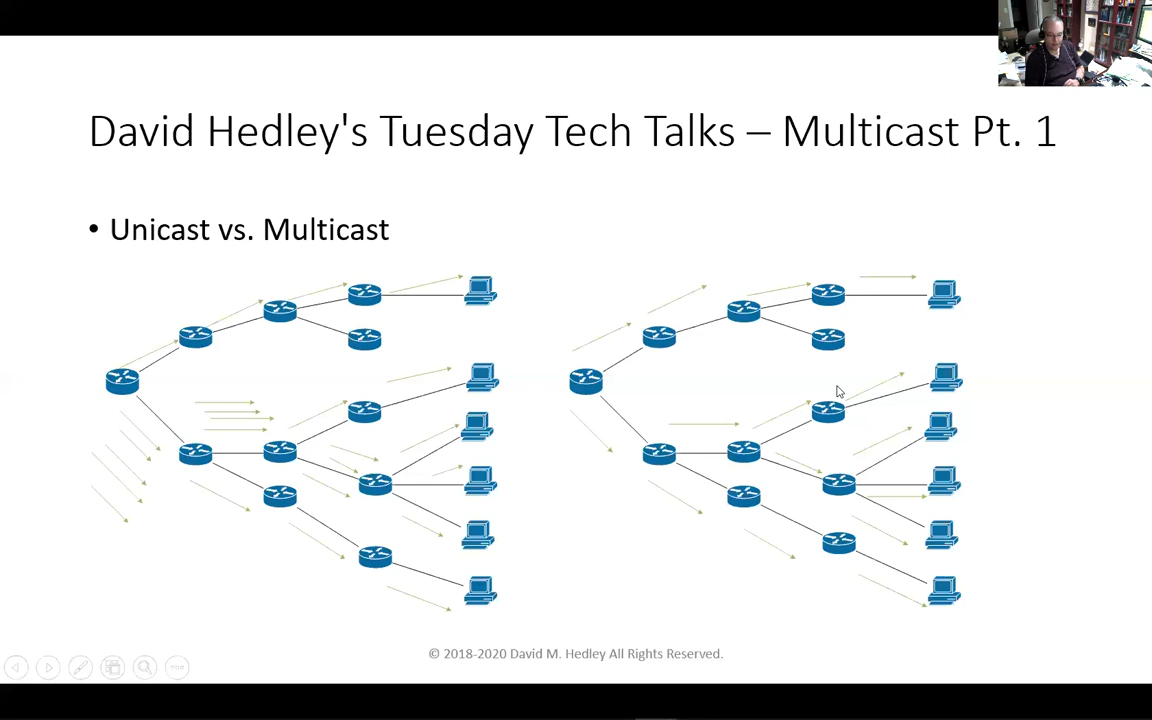 David Hedley's Tuesday Tech Talks – Multicast Pt. 1
• Unicast vs. Multicast
© 2018-2020 David M. Hedley All Rights Reserved.